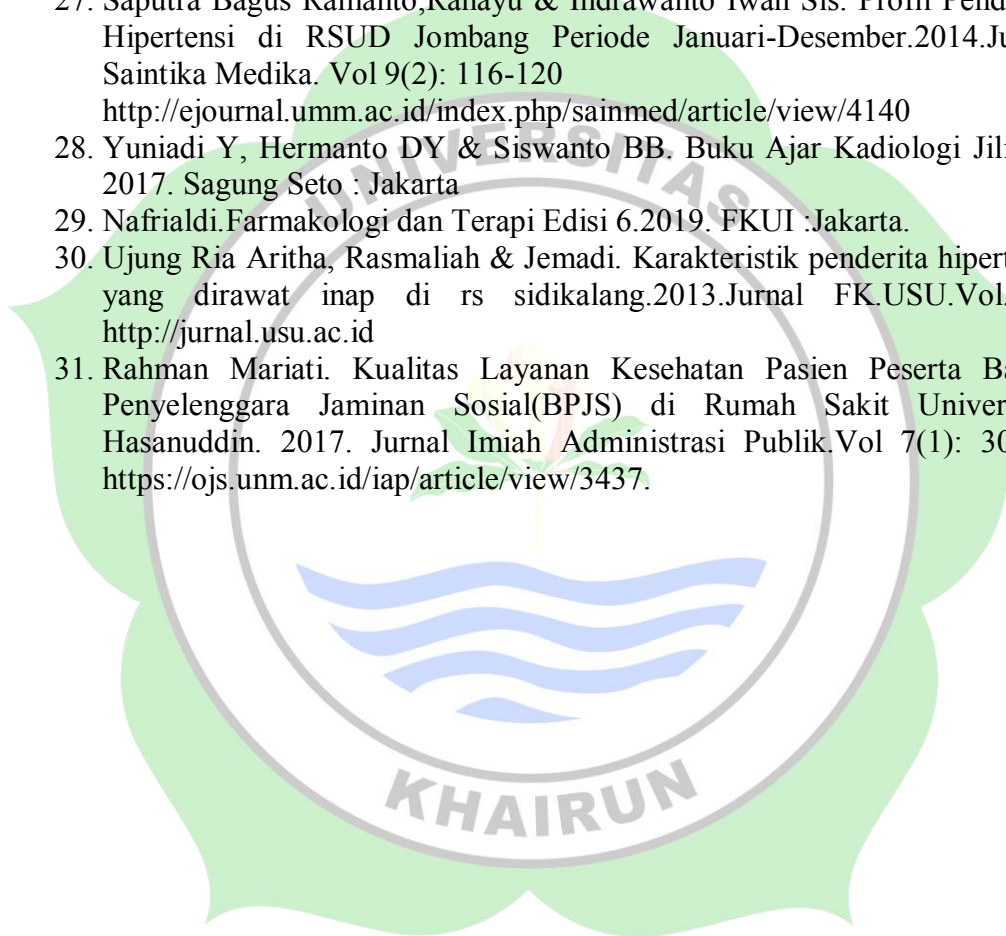 27. Saputra Bagus Ramanto,Rahayu & Indrawanto Iwan Sis. Profil
Hipertensi di RSUD Jombang Periode Januari-Desember.2014.
Saintika Medika. Vol 9(2): 116-120
http://ejournal.umm.ac.id/index.php/sainmed/article/view/4140
28. Yuniadi Y, Hermanto DY & Siswanto BB. Buku Ajar Kadiologi
2017. Sagung Seto : Jakarta
29. Nafrialdi.Farmakologi dan Terapi Edisi 6.2019. FKUI :Jakarta.
30. Ujung Ria Aritha, Rasmaliah & Jemadi. Karakteristik penderita
yang dirawat inap di rs sidikalang.2013.Jurnal FK.USU.Vol.
http://jurnal.usu.ac.id
31. Rahman Mariati. Kualitas Layanan Kesehatan Pasien Peserta
Penyelenggara Jaminan Sosial(BPJS) di Rumah Sakit
Hasanuddin. 2017. Jurnal Imiah Administrasi Publik.Vol 7(1): 30
https://ojs.unm.ac.id/iap/article/view/3437.
UNIVERSITAS
KHAIRUN